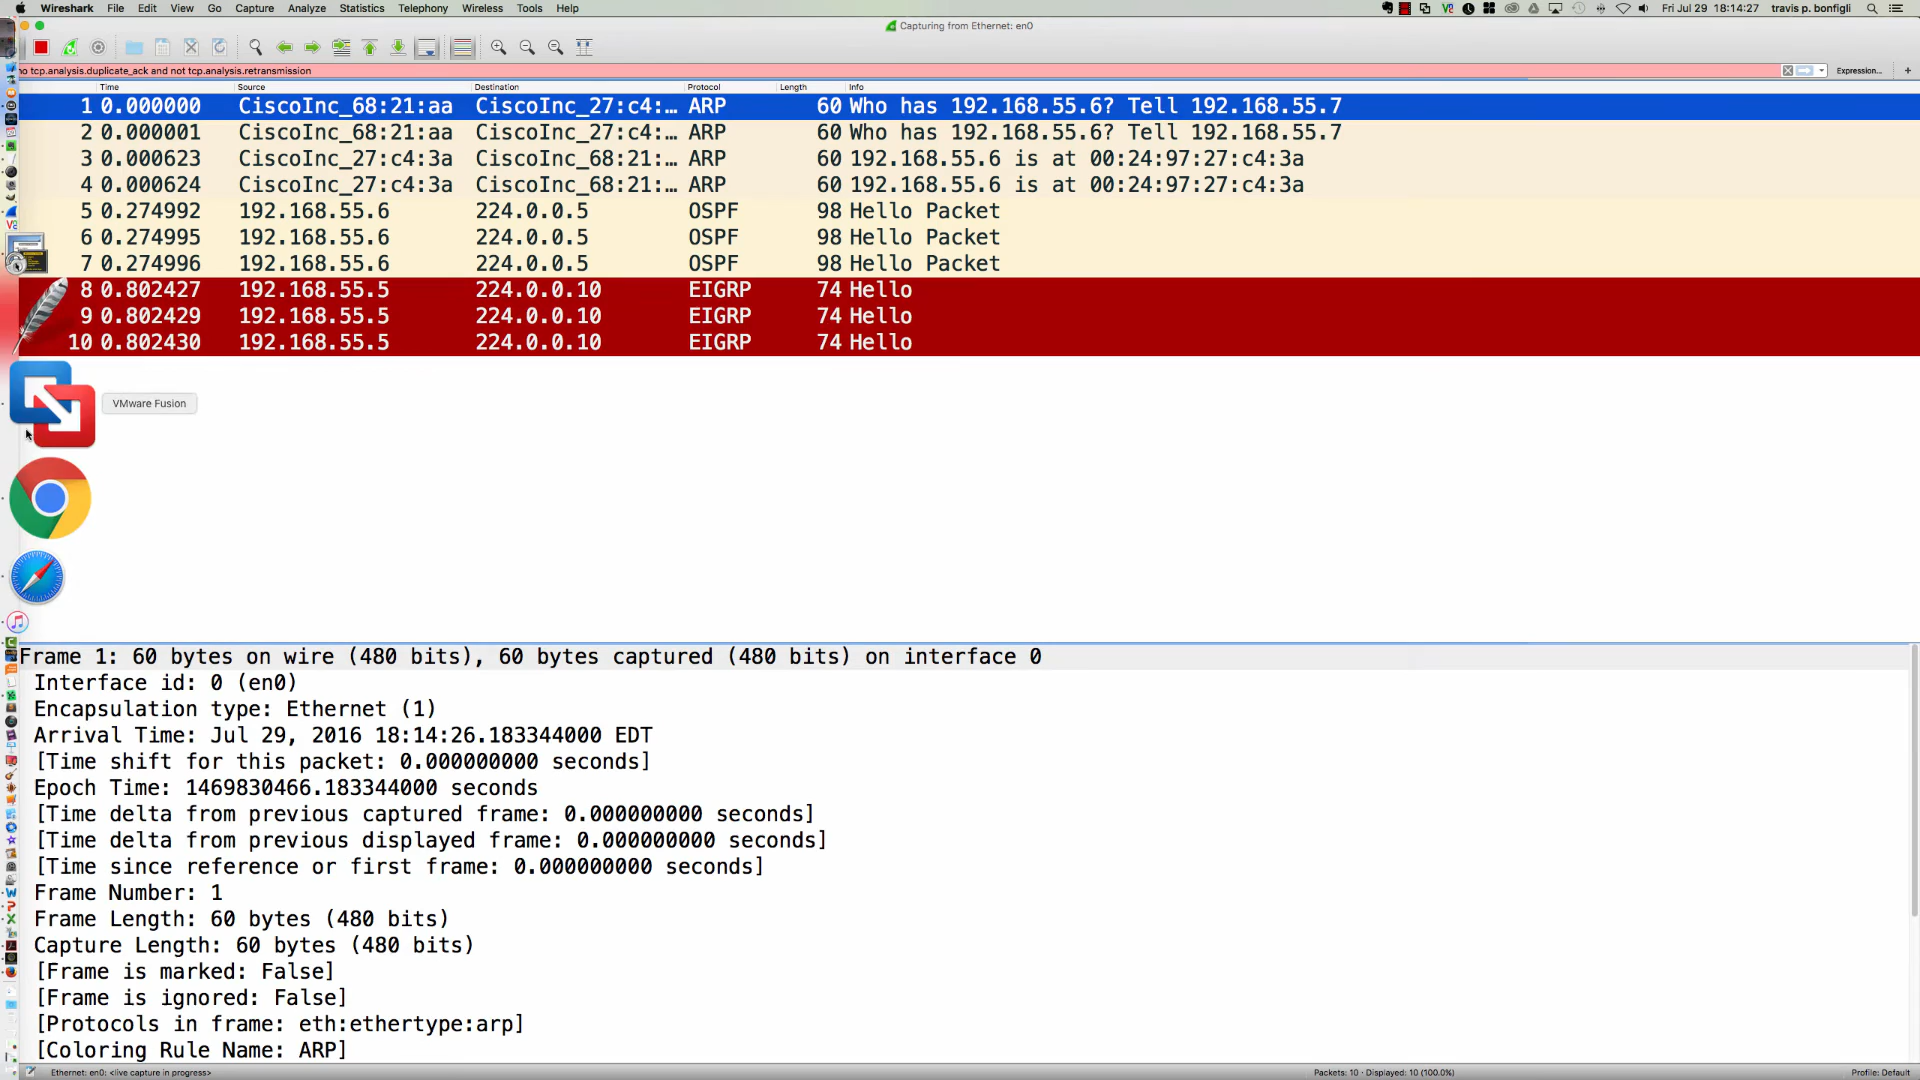 Wireshark File Edit View Go Capture Analyze Statistics Telephony Wireless Tools Help Fri Jul 29 18:14:27 travis p. bonfigli
Capturing from Ethernet: en0
no tcp.analysis.duplicate_ack and not tcp.analysis.retransmission Expression... +
Time Source Destination Protocol Length Info
1 0.000000 CiscoInc_68:21:aa CiscoInc_27:c4:… ARP 60 Who has 192.168.55.6? Tell 192.168.55.7
2 0.000001 CiscoInc_68:21:aa CiscoInc_27:c4:… ARP 60 Who has 192.168.55.6? Tell 192.168.55.7
3 0.000623 CiscoInc_27:c4:3a CiscoInc_68:21:… ARP 60 192.168.55.6 is at 00:24:97:27:c4:3a
4 0.000624 CiscoInc_27:c4:3a CiscoInc_68:21:… ARP 60 192.168.55.6 is at 00:24:97:27:c4:3a
5 0.274992 192.168.55.6 224.0.0.5 OSPF 98 Hello Packet
6 0.274995 192.168.55.6 224.0.0.5 OSPF 98 Hello Packet
7 0.274996 192.168.55.6 224.0.0.5 OSPF 98 Hello Packet
8 0.802427 192.168.55.5 224.0.0.10 EIGRP 74 Hello
9 0.802429 192.168.55.5 224.0.0.10 EIGRP 74 Hello
10 0.802430 192.168.55.5 224.0.0.10 EIGRP 74 Hello
VMware Fusion
Frame 1: 60 bytes on wire (480 bits), 60 bytes captured (480 bits) on interface 0
Interface id: 0 (en0)
Encapsulation type: Ethernet (1)
Arrival Time: Jul 29, 2016 18:14:26.183344000 EDT
[Time shift for this packet: 0.000000000 seconds]
Epoch Time: 1469830466.183344000 seconds
[Time delta from previous captured frame: 0.000000000 seconds]
[Time delta from previous displayed frame: 0.000000000 seconds]
[Time since reference or first frame: 0.000000000 seconds]
Frame Number: 1
Frame Length: 60 bytes (480 bits)
Capture Length: 60 bytes (480 bits)
[Frame is marked: False]
[Frame is ignored: False]
[Protocols in frame: eth:ethertype:arp]
[Coloring Rule Name: ARP]
Ethernet: en0: <live capture in progress> Packets: 10 · Displayed: 10 (100.0%) Profile: Default